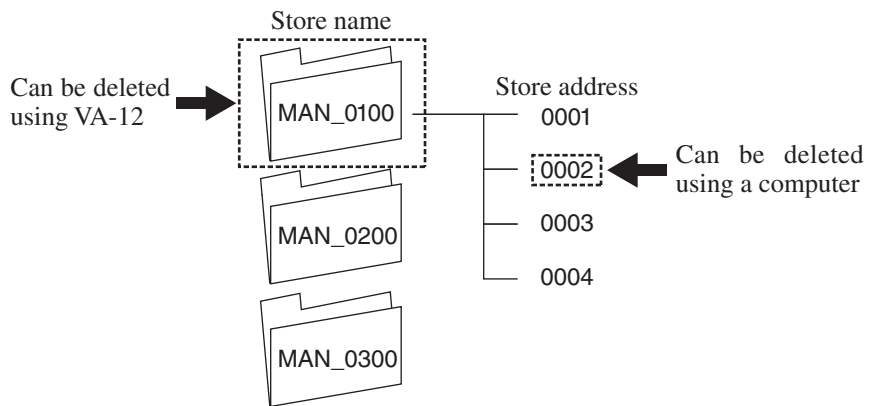 Store name
Can be deleted
using VA-12
MAN_0100
Store address
0001
0002
Can be deleted
using a computer
0003
0004
MAN_0200
MAN_0300